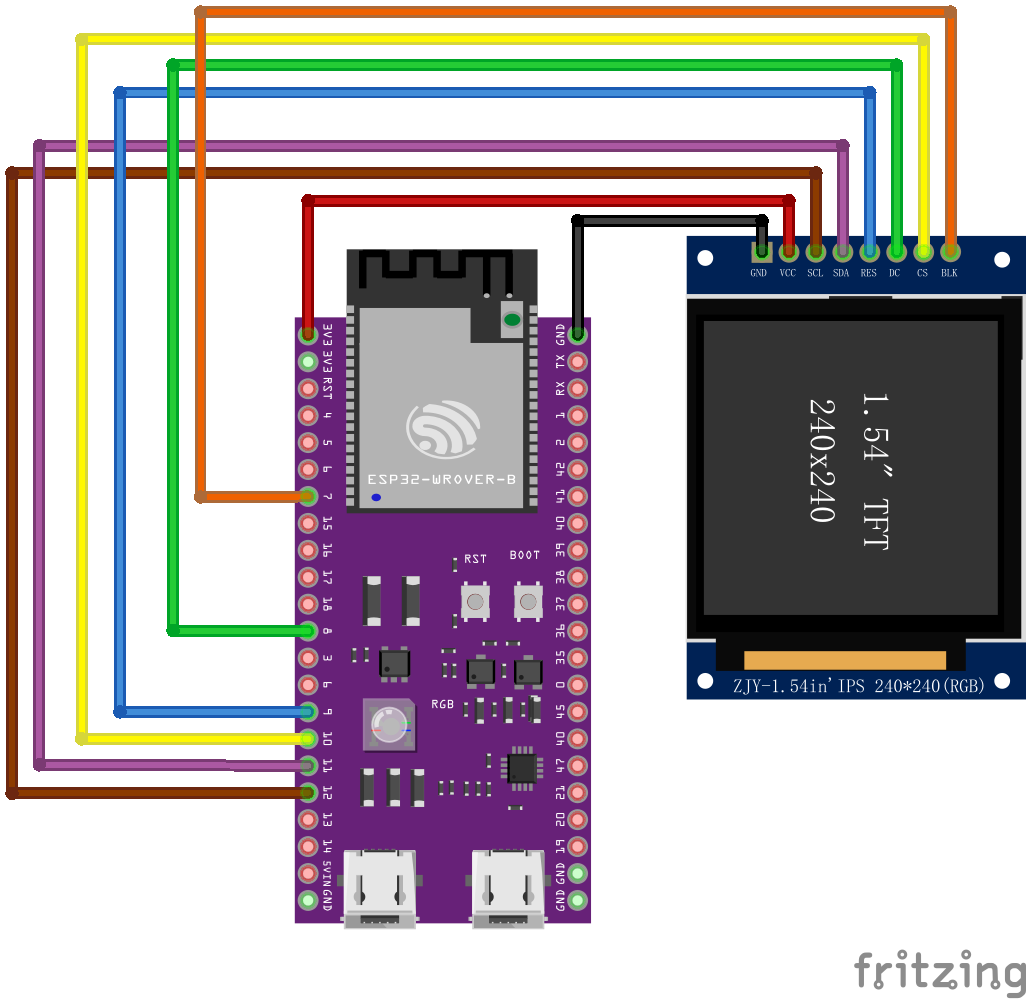 GND VCC SCL SDA RES DC CS BLK
1.54" TFT
240x240
ZJY-1.54in'IPS 240*240(RGB)
ESP32-WROVER-B
RST BOOT
RGB
3V3
3V3
RST
4
5
6
7
15
16
17
18
8
3
6
9
10
11
12
13
14
5VIN
GND
GND
TX
RX
1
2
42
41
40
39
38
37
36
35
0
45
40
47
21
20
19
GND
GND
fritzing